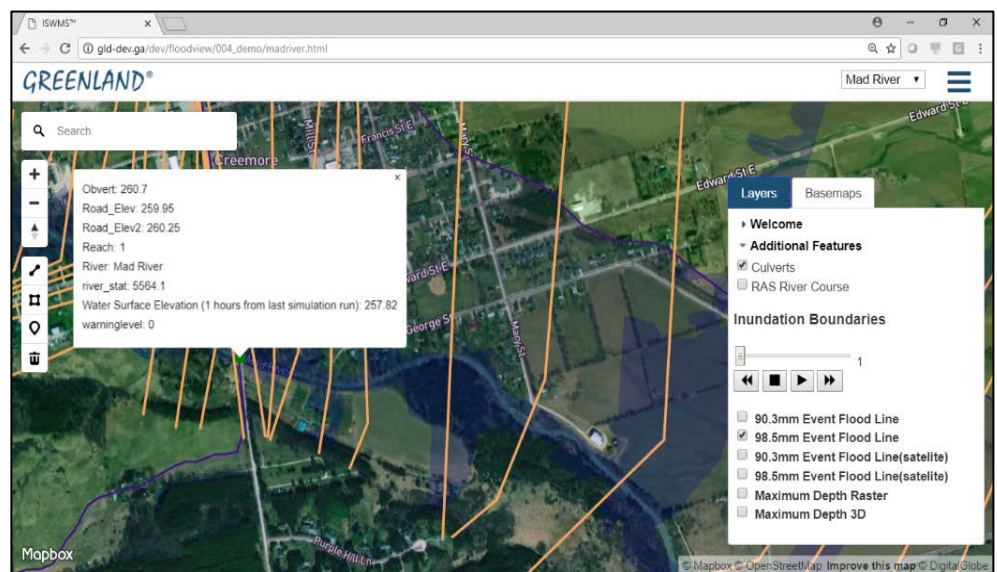 ISWMS™
gld-dev.ga/dev/floodview/004_demo/madriver.html
GREENLAND®
Mad River
Search
Creemore
Mill St
Francis St E
Mary St
Edward St E
Edward St E
Obvert: 260.7
Road_Elev: 259.95
Road_Elev2: 260.25
Reach: 1
River: Mad River
river_stat: 5564.1
Water Surface Elevation (1 hours from last simulation run): 257.82
warninglevel: 0
George St
Mary St
Mad River
Purple Hill Ln
Layers
Basemaps
Welcome
Additional Features
Culverts
RAS River Course
Inundation Boundaries
1
90.3mm Event Flood Line
98.5mm Event Flood Line
90.3mm Event Flood Line(satelite)
98.5mm Event Flood Line(satelite)
Maximum Depth Raster
Maximum Depth 3D
Mapbox
© Mapbox © OpenStreetMap Improve this map © DigitalGlobe